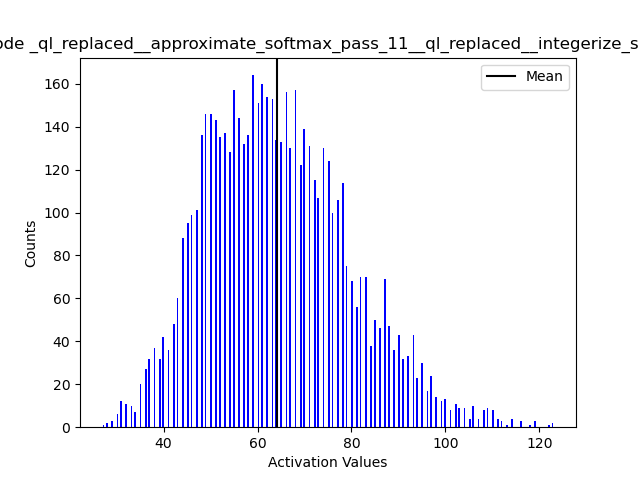 ode _ql_replaced__approximate_softmax_pass_11__ql_replaced__integerize_s
Mean
160
140
120
100
80
60
40
20
0
Counts
40 60 80 100 120
Activation Values